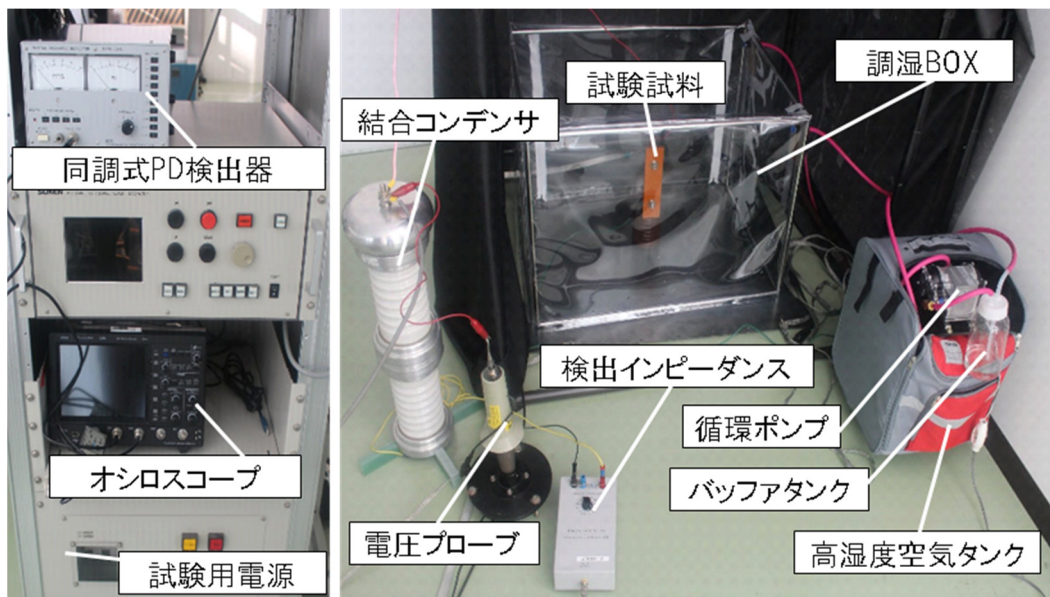 同調式PD検出器
オシロスコープ
試験用電源
結合コンデンサ
試験試料
調湿BOX
検出インピーダンス
電圧プローブ
循環ポンプ
バッファタンク
高湿度空気タンク